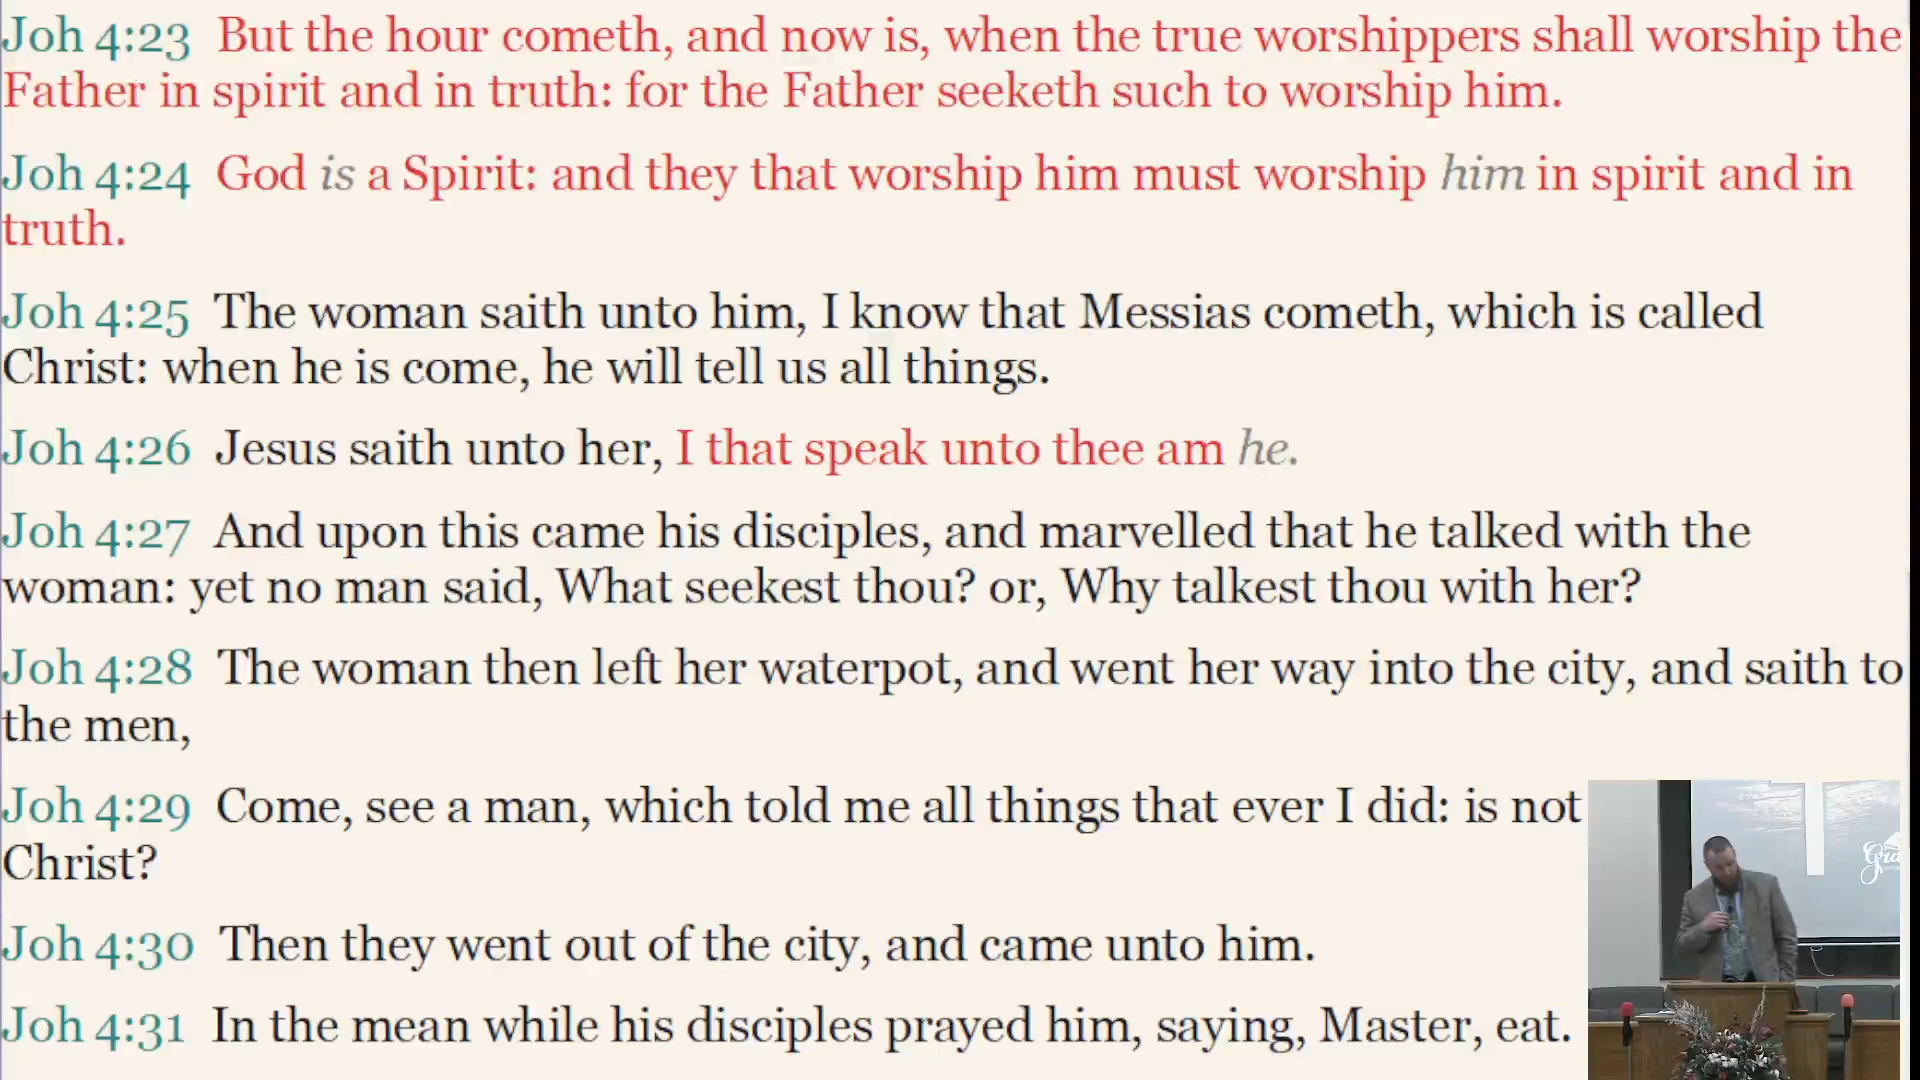 Joh 4:23 But the hour cometh, and now is, when the true worshippers shall worship the
Father in spirit and in truth: for the Father seeketh such to worship him.
Joh 4:24 God is a Spirit: and they that worship him must worship him in spirit and in
truth.
Joh 4:25 The woman saith unto him, I know that Messias cometh, which is called
Christ: when he is come, he will tell us all things.
Joh 4:26 Jesus saith unto her, I that speak unto thee am he.
Joh 4:27 And upon this came his disciples, and marvelled that he talked with the
woman: yet no man said, What seekest thou? or, Why talkest thou with her?
Joh 4:28 The woman then left her waterpot, and went her way into the city, and saith to
the men,
Joh 4:29 Come, see a man, which told me all things that ever I did: is not
Christ?
Joh 4:30 Then they went out of the city, and came unto him.
Joh 4:31 In the mean while his disciples prayed him, saying, Master, eat.